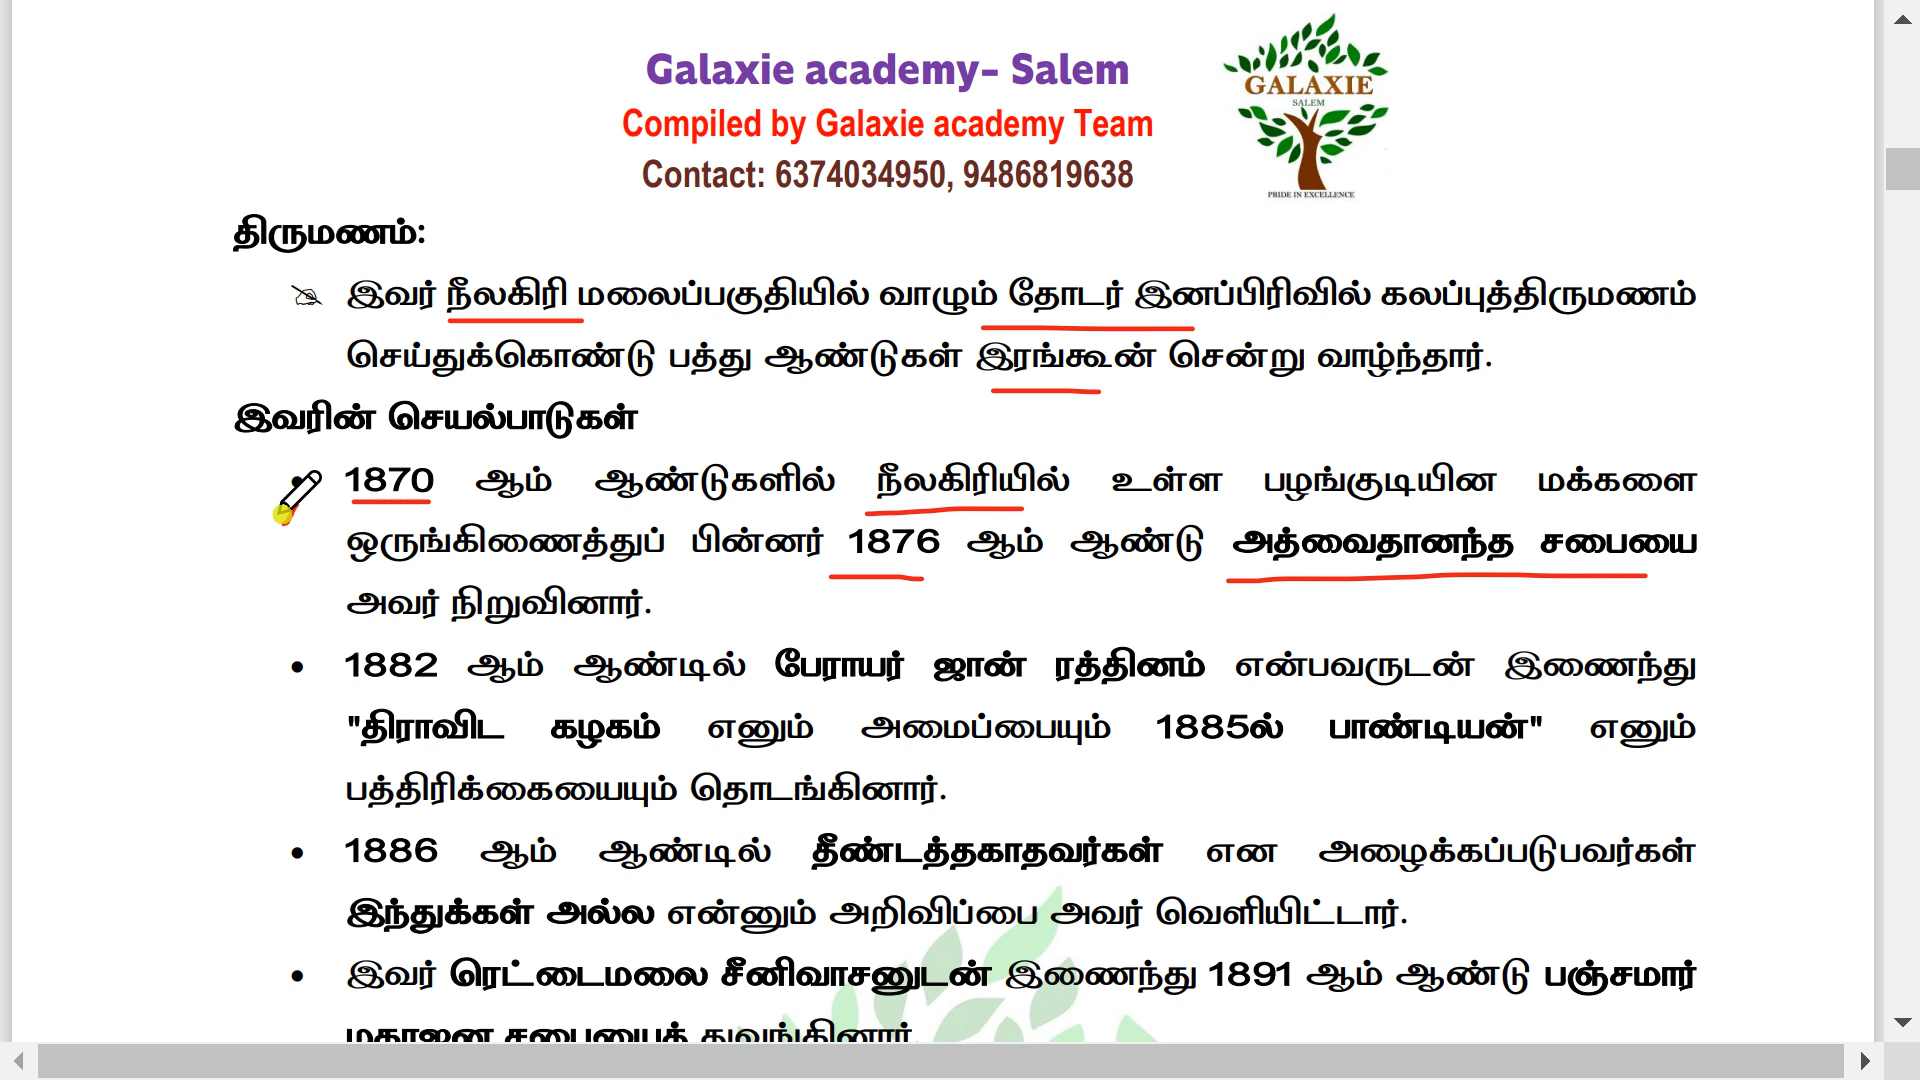 Galaxie academy- Salem
GALAXIE
SALEM
Compiled by Galaxie academy Team
Contact: 6374034950, 9486819638
PRIDE IN EXCELLENCE
திருமணம்:
இவர் நீலகிரி மலைப்பகுதியில் வாழும் தோடர் இனப்பிரிவில் கலப்புத்திருமணம்
செய்துக்கொண்டு பத்து ஆண்டுகள் இரங்கூன் சென்று வாழ்ந்தார்.
இவரின் செயல்பாடுகள்
1870 ஆம் ஆண்டுகளில் நீலகிரியில் உள்ள பழங்குடியின மக்களை
ஒருங்கிணைத்துப் பின்னர் 1876 ஆம் ஆண்டு அத்வைதானந்த சபையை
அவர் நிறுவினார்.
• 1882 ஆம் ஆண்டில் பேராயர் ஜான் ரத்தினம் என்பவருடன் இணைந்து
"திராவிட கழகம் எனும் அமைப்பையும் 1885ல் பாண்டியன்" எனும்
பத்திரிக்கையையும் தொடங்கினார்.
• 1886 ஆம் ஆண்டில் தீண்டத்தகாதவர்கள் என அழைக்கப்படுபவர்கள்
இந்துக்கள் அல்ல என்னும் அறிவிப்பை அவர் வெளியிட்டார்.
• இவர் ரெட்டைமலை சீனிவாசனுடன் இணைந்து 1891 ஆம் ஆண்டு பஞ்சமார்
மகாஜன சபையைத் துவங்கினார்.